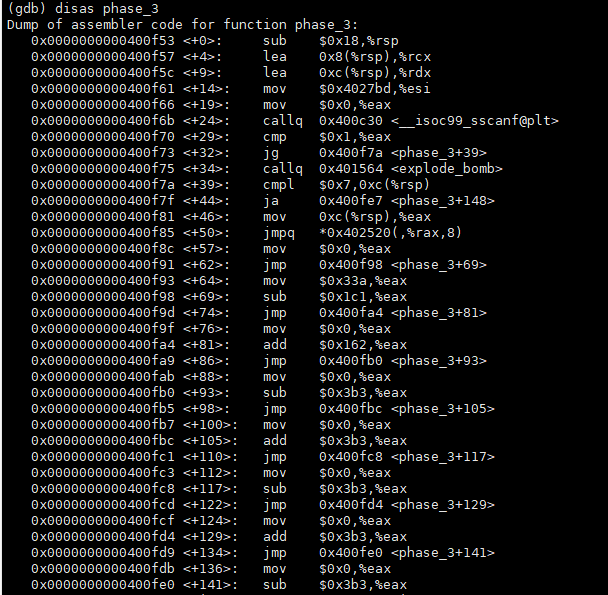 (gdb) disas phase_3
Dump of assembler code for function phase_3:
0x0000000000400f53 <+0>: sub $0x18,%rsp
0x0000000000400f57 <+4>: lea 0x8(%rsp),%rcx
0x0000000000400f5c <+9>: lea 0xc(%rsp),%rdx
0x0000000000400f61 <+14>: mov $0x4027bd,%esi
0x0000000000400f66 <+19>: mov $0x0,%eax
0x0000000000400f6b <+24>: callq 0x400c30 <__isoc99_sscanf@plt>
0x0000000000400f70 <+29>: cmp $0x1,%eax
0x0000000000400f73 <+32>: jg 0x400f7a <phase_3+39>
0x0000000000400f75 <+34>: callq 0x401564 <explode_bomb>
0x0000000000400f7a <+39>: cmpl $0x7,0xc(%rsp)
0x0000000000400f7f <+44>: ja 0x400fe7 <phase_3+148>
0x0000000000400f81 <+46>: mov 0xc(%rsp),%eax
0x0000000000400f85 <+50>: jmpq *0x402520(,%rax,8)
0x0000000000400f8c <+57>: mov $0x0,%eax
0x0000000000400f91 <+62>: jmp 0x400f98 <phase_3+69>
0x0000000000400f93 <+64>: mov $0x33a,%eax
0x0000000000400f98 <+69>: sub $0x1c1,%eax
0x0000000000400f9d <+74>: jmp 0x400fa4 <phase_3+81>
0x0000000000400f9f <+76>: mov $0x0,%eax
0x0000000000400fa4 <+81>: add $0x162,%eax
0x0000000000400fa9 <+86>: jmp 0x400fb0 <phase_3+93>
0x0000000000400fab <+88>: mov $0x0,%eax
0x0000000000400fb0 <+93>: sub $0x3b3,%eax
0x0000000000400fb5 <+98>: jmp 0x400fbc <phase_3+105>
0x0000000000400fb7 <+100>: mov $0x0,%eax
0x0000000000400fbc <+105>: add $0x3b3,%eax
0x0000000000400fc1 <+110>: jmp 0x400fc8 <phase_3+117>
0x0000000000400fc3 <+112>: mov $0x0,%eax
0x0000000000400fc8 <+117>: sub $0x3b3,%eax
0x0000000000400fcd <+122>: jmp 0x400fd4 <phase_3+129>
0x0000000000400fcf <+124>: mov $0x0,%eax
0x0000000000400fd4 <+129>: add $0x3b3,%eax
0x0000000000400fd9 <+134>: jmp 0x400fe0 <phase_3+141>
0x0000000000400fdb <+136>: mov $0x0,%eax
0x0000000000400fe0 <+141>: sub $0x3b3,%eax